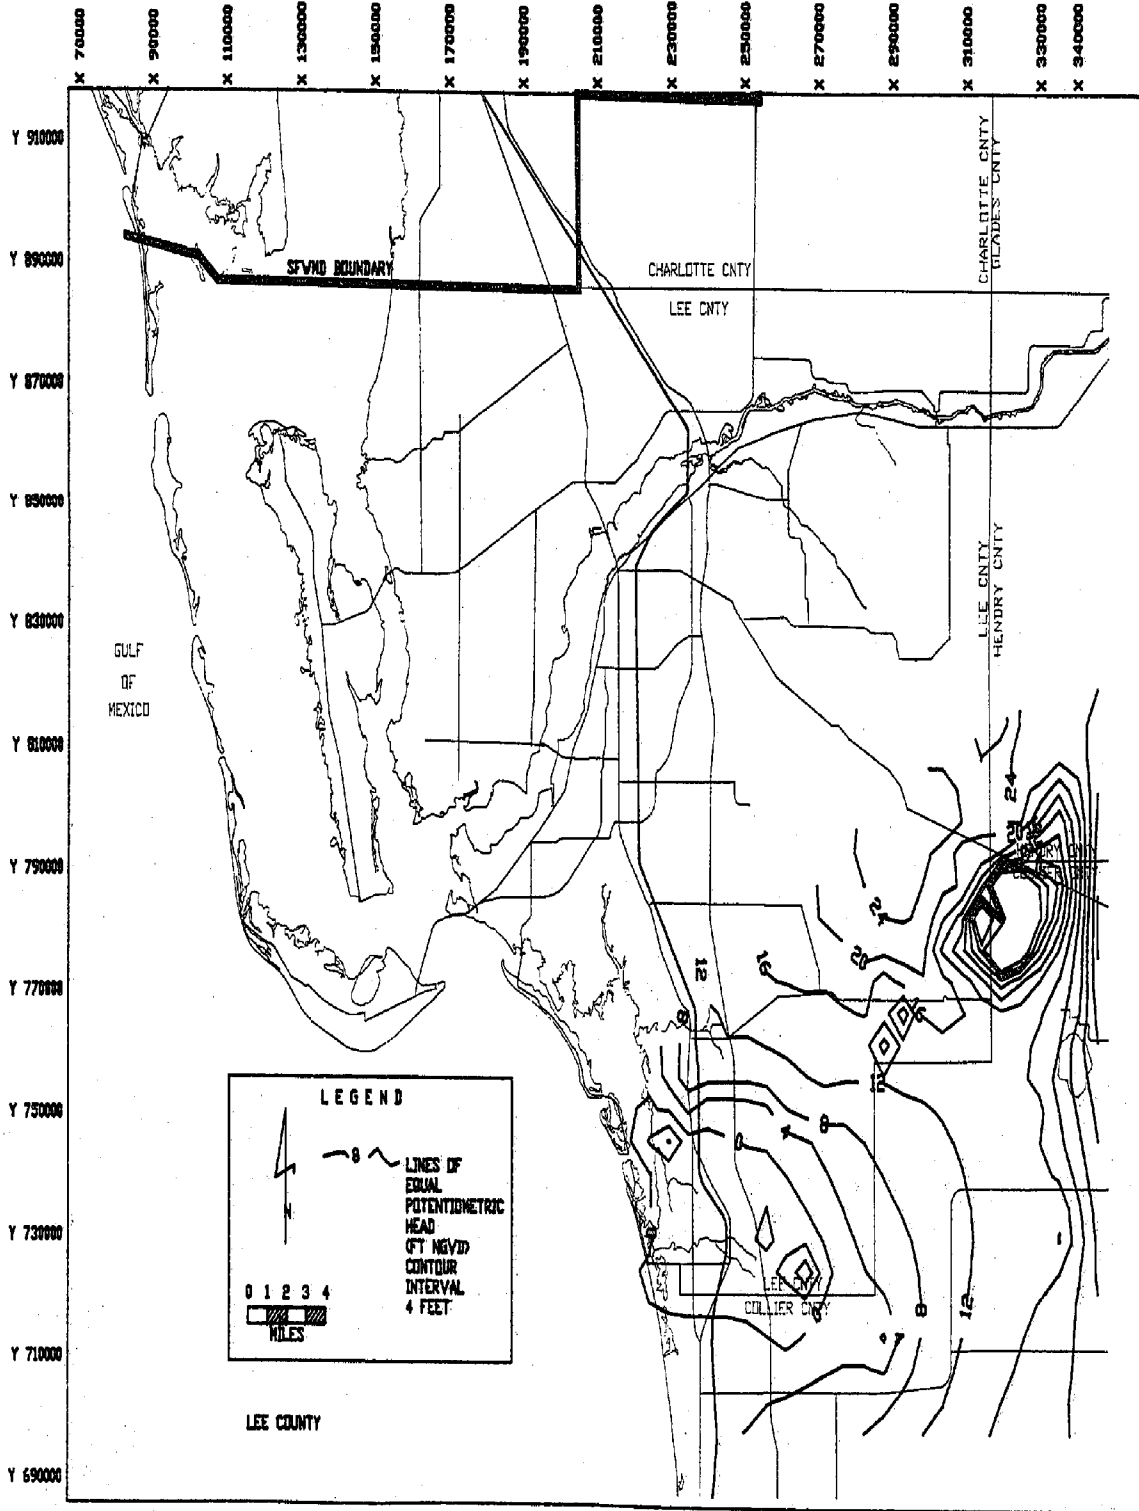 X 70000
X 90000
X 110000
X 130000
X 150000
X 170000
X 190000
X 210000
X 230000
X 250000
X 270000
X 290000
X 310000
X 330000
X 340000
Y 910000
Y 890000
Y 870000
Y 850000
Y 830000
Y 810000
Y 790000
Y 770000
Y 750000
Y 730000
Y 710000
Y 690000
CHARLOTTE CNTY
GLADES CNTY
SFWMD BOUNDARY
CHARLOTTE CNTY
LEE CNTY
LEE CNTY
HENDRY CNTY
GULF
OF
MEXICO
24
20
24
20
16
12
8
12
8
4
0
LEE CNTY
COLLIER CNTY
8
12
4
LEGEND
8
LINES OF
EQUAL
POTENTIOMETRIC
HEAD
(FT NGVD)
CONTOUR
INTERVAL
4 FEET
N
0 1 2 3 4
MILES
LEE COUNTY